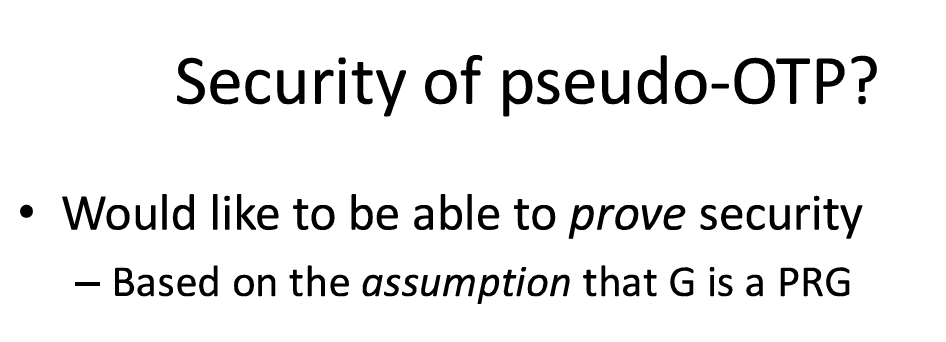 Security of pseudo-OTP?
• Would like to be able to prove security
– Based on the assumption that G is a PRG